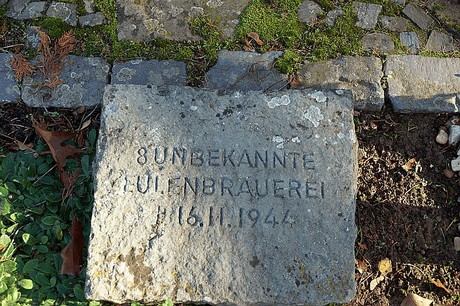 8 UNBEKANNTE
EULENBRAUEREI
16.11.1944